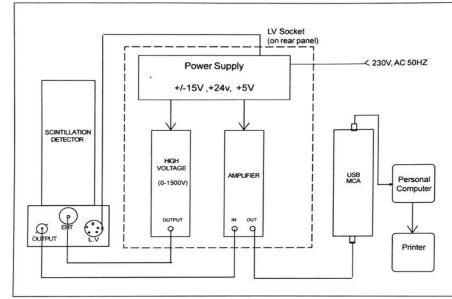 LV Socket
(on rear panel)
Power Supply
+/-15V ,+24v, +5V
230V, AC 50HZ
SCINTILLATION
DETECTOR
HIGH
VOLTAGE
(0-1500V)
AMPLIFIER
USB
MCA
Personal
Computer
OUTPUT
IN
OUT
EHT
OUTPUT
L.V
Printer